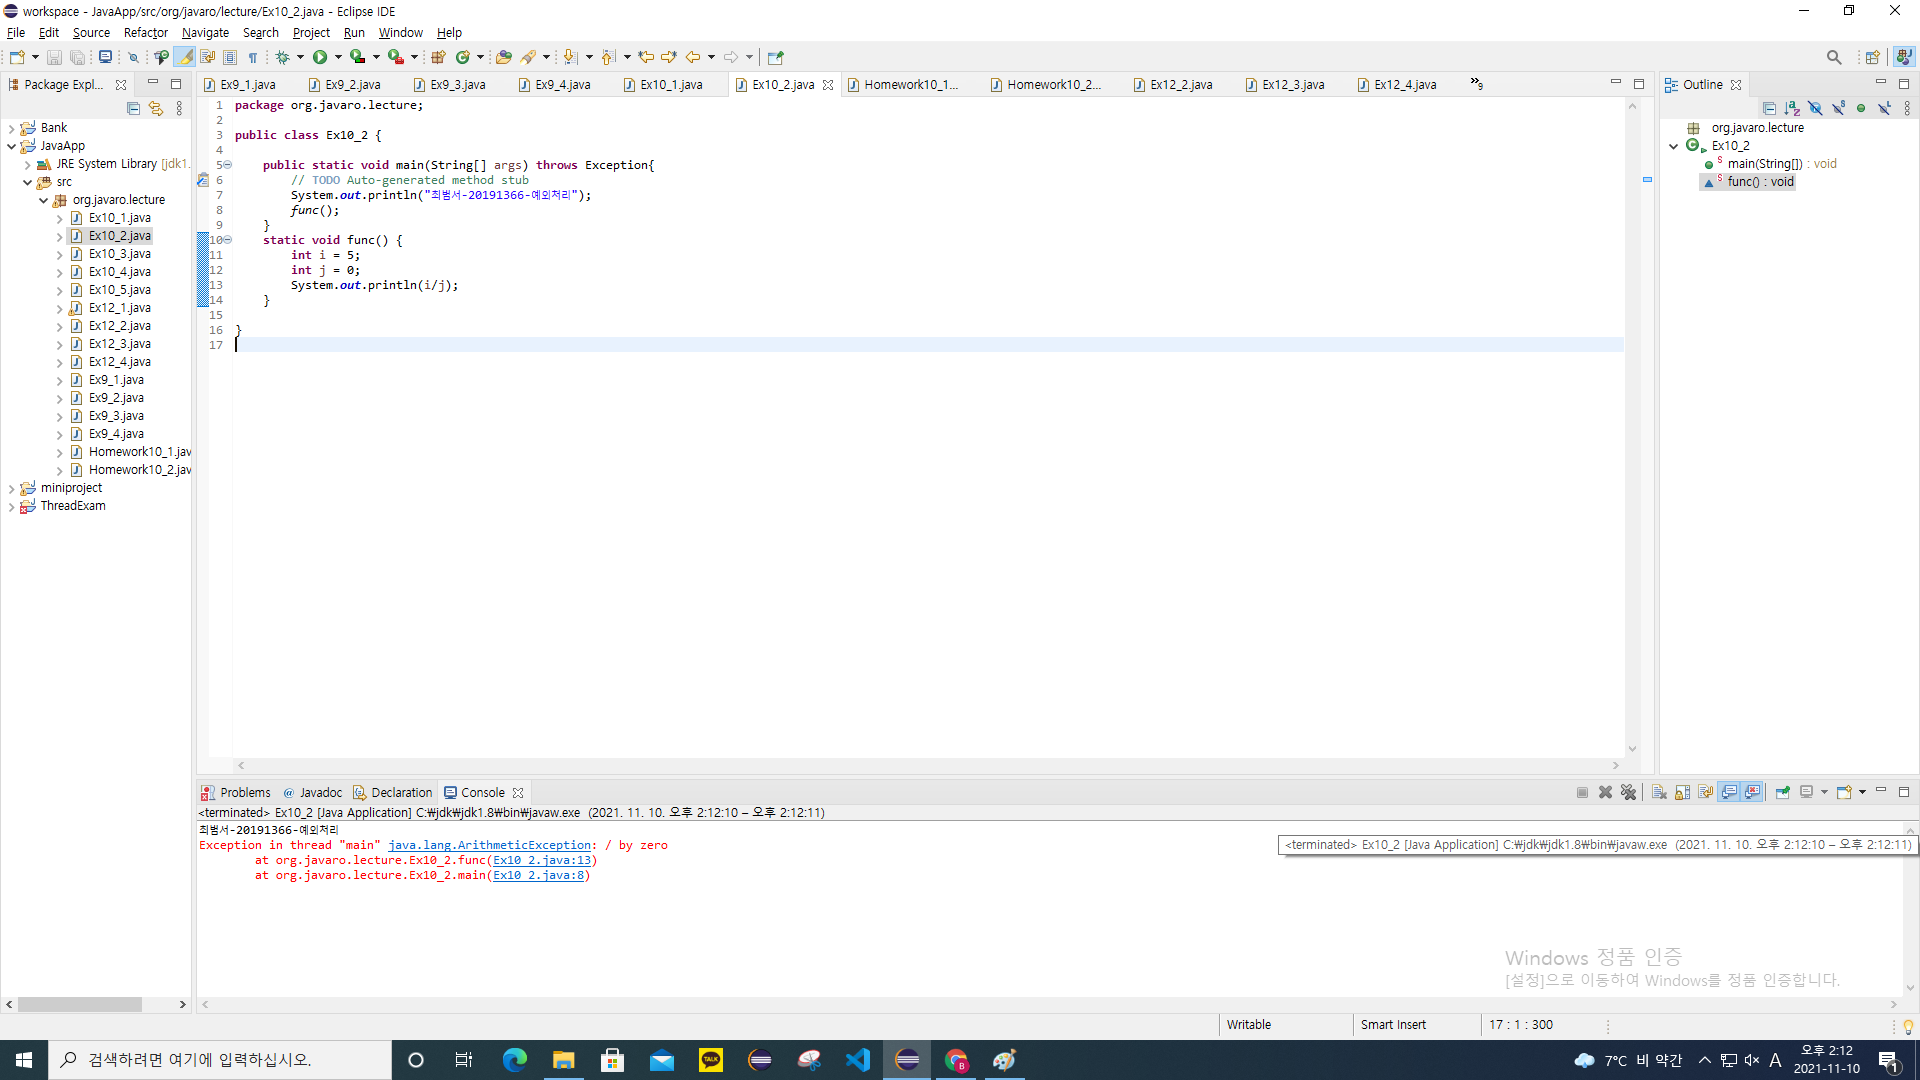 workspace - JavaApp/src/org/javaro/lecture/Ex10_2.java - Eclipse IDE
File Edit Source Refactor Navigate Search Project Run Window Help
Package Expl...
Ex9_1.java Ex9_2.java Ex9_3.java Ex9_4.java Ex10_1.java Ex10_2.java Homework10_1... Homework10_2... Ex12_2.java Ex12_3.java Ex12_4.java »9
Outline
Bank
JavaApp
JRE System Library [jdk1.
src
org.javaro.lecture
Ex10_1.java
Ex10_2.java
Ex10_3.java
Ex10_4.java
Ex10_5.java
Ex12_1.java
Ex12_2.java
Ex12_3.java
Ex12_4.java
Ex9_1.java
Ex9_2.java
Ex9_3.java
Ex9_4.java
Homework10_1.jav
Homework10_2.jav
miniproject
ThreadExam
1 package org.javaro.lecture;
2
3 public class Ex10_2 {
4
5 public static void main(String[] args) throws Exception{
6 // TODO Auto-generated method stub
7 System.out.println("최범서-20191366-예외처리");
8 func();
9 }
10 static void func() {
11 int i = 5;
12 int j = 0;
13 System.out.println(i/j);
14 }
15
16 }
17
org.javaro.lecture
Ex10_2
main(String[]) : void
func() : void
Problems @ Javadoc Declaration Console
<terminated> Ex10_2 [Java Application] C:₩jdk₩jdk1.8₩bin₩javaw.exe (2021. 11. 10. 오후 2:12:10 – 오후 2:12:11)
최범서-20191366-예외처리
Exception in thread "main" java.lang.ArithmeticException: / by zero
at org.javaro.lecture.Ex10_2.func(Ex10_2.java:13)
at org.javaro.lecture.Ex10_2.main(Ex10_2.java:8)
<terminated> Ex10_2 [Java Application] C:₩jdk₩jdk1.8₩bin₩javaw.exe (2021. 11. 10. 오후 2:12:10 – 오후 2:12:11)
Windows 정품 인증
[설정]으로 이동하여 Windows를 정품 인증합니다.
Writable Smart Insert 17 : 1 : 300
검색하려면 여기에 입력하십시오.
TALK
B
7°C 비 약간
A
오후 2:12
2021-11-10
1